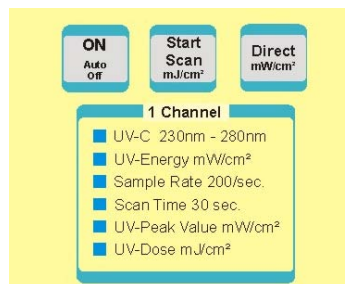 ON
Auto
Off
Start
Scan
mJ/cm²
Direct
mW/cm²
1 Channel
UV-C 230nm - 280nm
UV-Energy mW/cm²
Sample Rate 200/sec.
Scan Time 30 sec.
UV-Peak Value mW/cm²
UV-Dose mJ/cm²